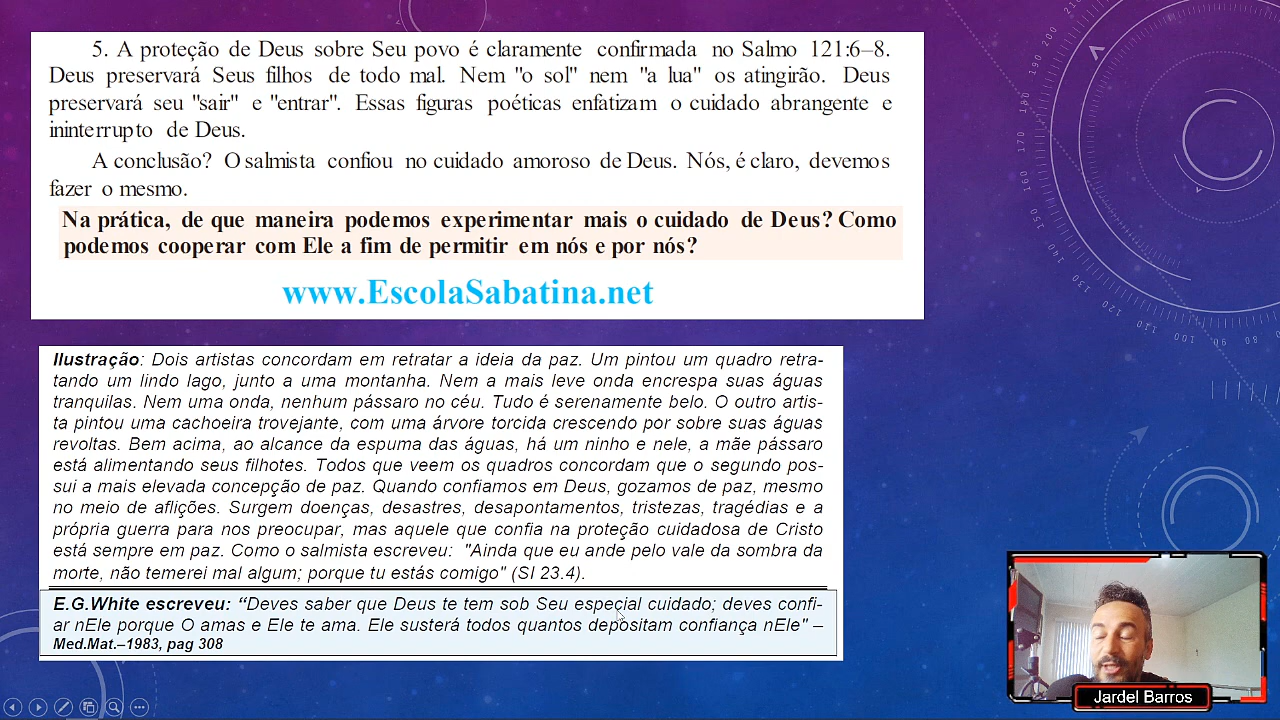 5. A proteção de Deus sobre Seu povo é claramente confirmada no Salmo 121:6–8.
Deus preservará Seus filhos de todo mal. Nem "o sol" nem "a lua" os atingirão. Deus
preservará seu "sair" e "entrar". Essas figuras poéticas enfatizam o cuidado abrangente e
ininterrupto de Deus.
A conclusão? O salmista confiou no cuidado amoroso de Deus. Nós, é claro, devemos
fazer o mesmo.
Na prática, de que maneira podemos experimentar mais o cuidado de Deus? Como
podemos cooperar com Ele a fim de permitir em nós e por nós?
www.EscolaSabatina.net
Ilustração: Dois artistas concordam em retratar a ideia da paz. Um pintou um quadro retra-
tando um lindo lago, junto a uma montanha. Nem a mais leve onda encrespa suas águas
tranquilas. Nem uma onda, nenhum pássaro no céu. Tudo é serenamente belo. O outro artis-
ta pintou uma cachoeira trovejante, com uma árvore torcida crescendo por sobre suas águas
revoltas. Bem acima, ao alcance da espuma das águas, há um ninho e nele, a mãe pássaro
está alimentando seus filhotes. Todos que veem os quadros concordam que o segundo pos-
sui a mais elevada concepção de paz. Quando confiamos em Deus, gozamos de paz, mesmo
no meio de aflições. Surgem doenças, desastres, desapontamentos, tristezas, tragédias e a
própria guerra para nos preocupar, mas aquele que confia na proteção cuidadosa de Cristo
está sempre em paz. Como o salmista escreveu: "Ainda que eu ande pelo vale da sombra da
morte, não temerei mal algum; porque tu estás comigo" (Sl 23.4).
E.G.White escreveu: “Deves saber que Deus te tem sob Seu especial cuidado; deves confi-
ar nEle porque O amas e Ele te ama. Ele susterá todos quantos depositam confiança nEle" –
Med.Mat.–1983, pag 308
Jardel Barros